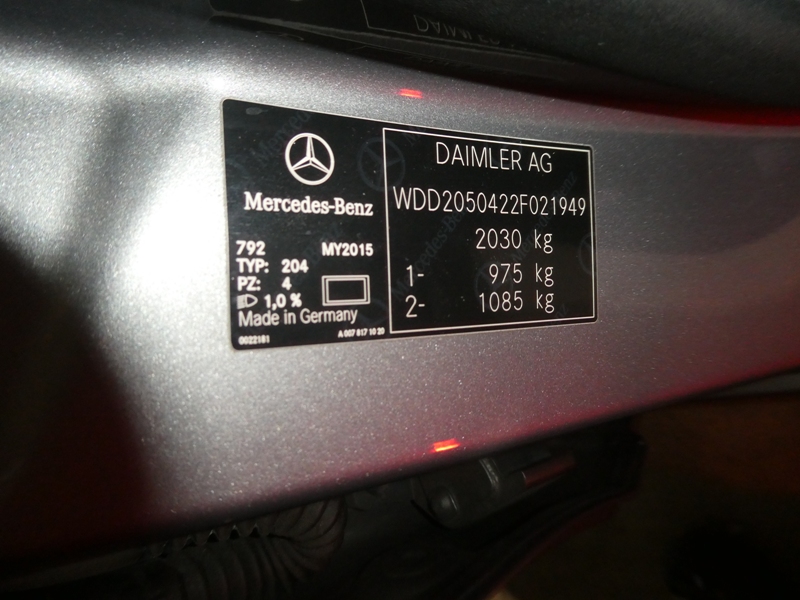 Mercedes-Benz
792 MY2015
TYP: 204
PZ: 4
1,0 %
Made in Germany
0022181 A 007 817 10 20
DAIMLER AG
WDD2050422F021949
2030 kg
1- 975 kg
2- 1085 kg